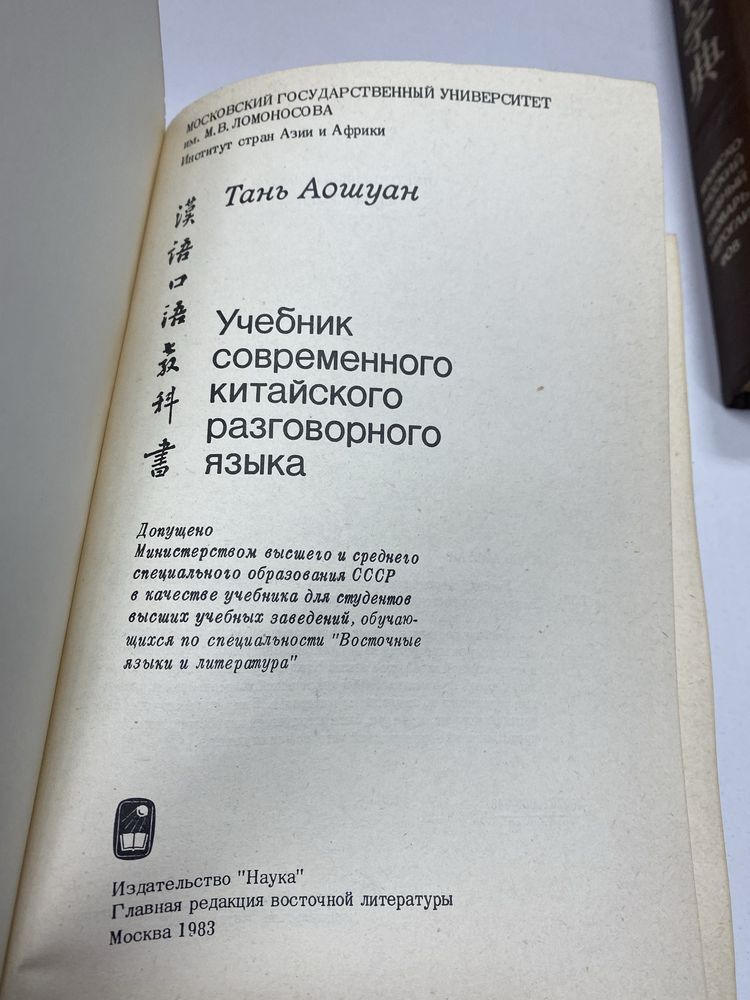 МОСКОВСКИЙ ГОСУДАРСТВЕННЫЙ УНИВЕРСИТЕТ
им. М.В. ЛОМОНОСОВА
Институт стран Азии и Африки
Тань Аошуан
漢語口語教科書
Учебник
современного
китайского
разговорного
языка
Допущено
Министерством высшего и среднего
специального образования СССР
в качестве учебника для студентов
высших учебных заведений, обучаю-
щихся по специальности "Восточные
языки и литература"
Издательство "Наука"
Главная редакция восточной литературы
Москва 1983
字典